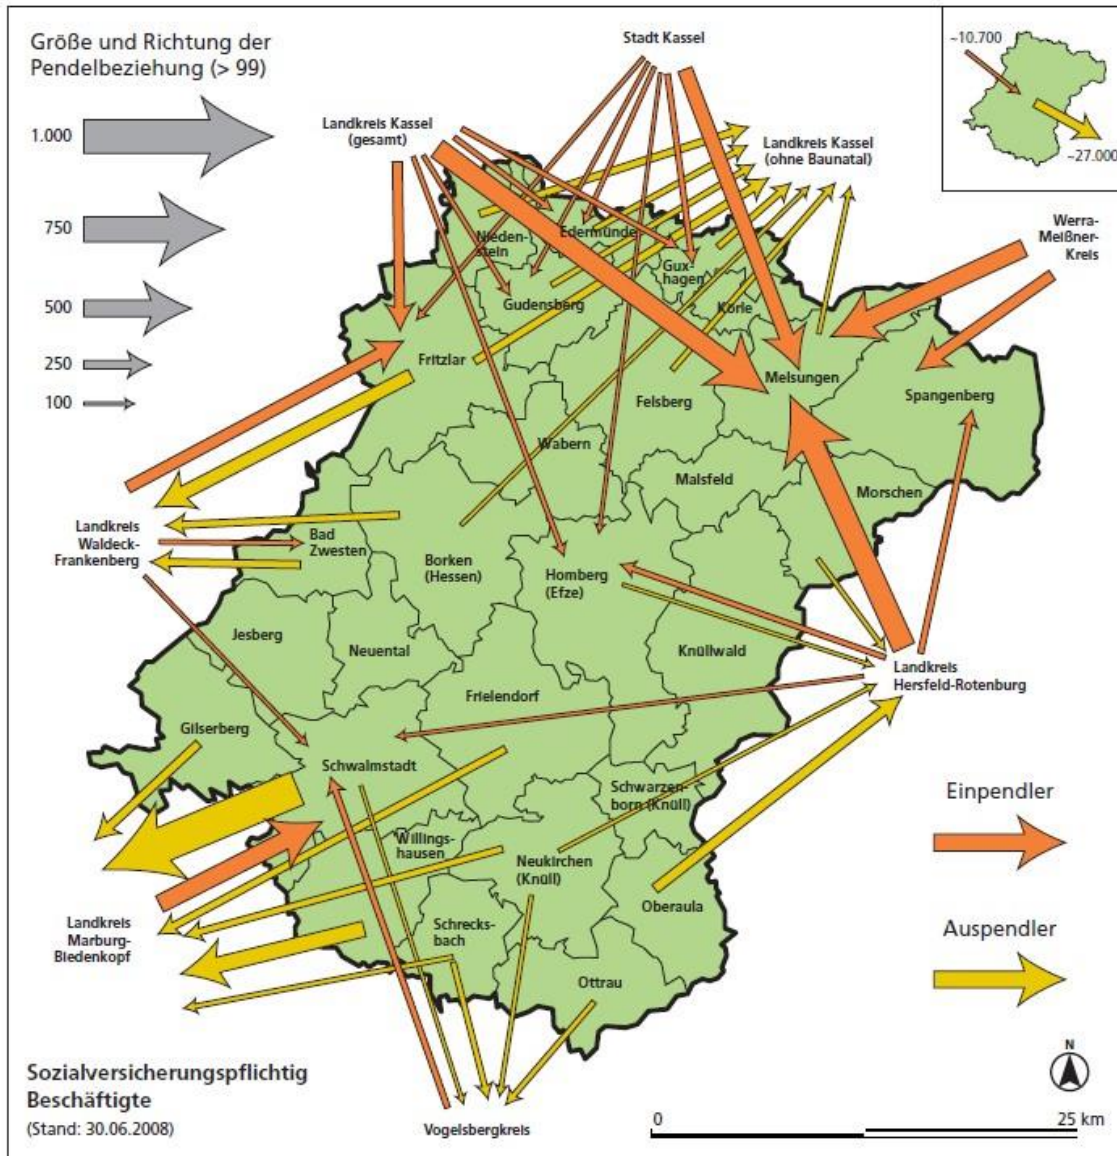 Größe und Richtung der
Pendelbeziehung (> 99)
1.000
750
500
250
100
Stadt Kassel
Landkreis Kassel
(gesamt)
Landkreis Kassel
(ohne Baunatal)
~10.700
~27.000
Werra-
Meißner-
Kreis
Nieden-
stein
Edermünde
Gux-
hagen
Gudensberg
Körle
Fritzlar
Melsungen
Spangenberg
Felsberg
Wabern
Malsfeld
Morschen
Landkreis
Waldeck-
Frankenberg
Bad
Zwesten
Borken
(Hessen)
Homberg
(Efze)
Jesberg
Neuental
Knüllwald
Landkreis
Hersfeld-Rotenburg
Frielendorf
Gilserberg
Schwalmstadt
Schwarzen-
born (Knüll)
Willings-
hausen
Neukirchen
(Knüll)
Oberaula
Landkreis
Marburg-
Biedenkopf
Schrecks-
bach
Ottrau
Einpendler
Auspendler
Sozialversicherungspflichtig
Beschäftigte
(Stand: 30.06.2008)
Vogelsbergkreis
N
0 25 km